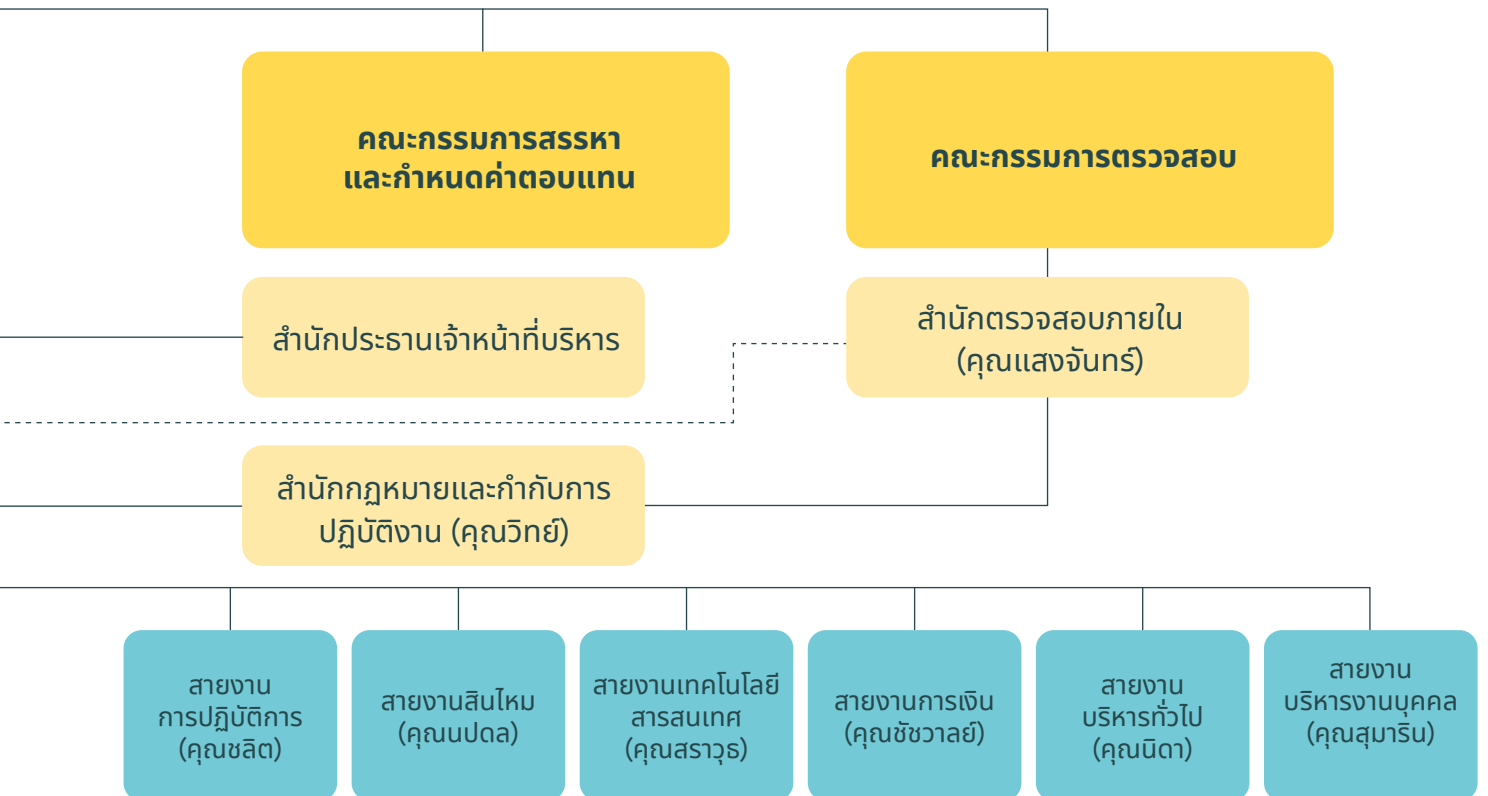 คณะกรรมการสรรหา
และกำหนดค่าตอบแทน
คณะกรรมการตรวจสอบ
สำนักประธานเจ้าหน้าที่บริหาร
สำนักตรวจสอบภายใน
(คุณแสงจันทร์)
สำนักกฎหมายและกำกับการ
ปฏิบัติงาน (คุณวิทย์)
สายงาน
การปฏิบัติการ
(คุณชลิต)
สายงานสินไหม
(คุณนปดล)
สายงานเทคโนโลยี
สารสนเทศ
(คุณสราวุธ)
สายงานการเงิน
(คุณชัชวาลย์)
สายงาน
บริหารทั่วไป
(คุณนิดา)
สายงาน
บริหารงานบุคคล
(คุณสุมาริน)